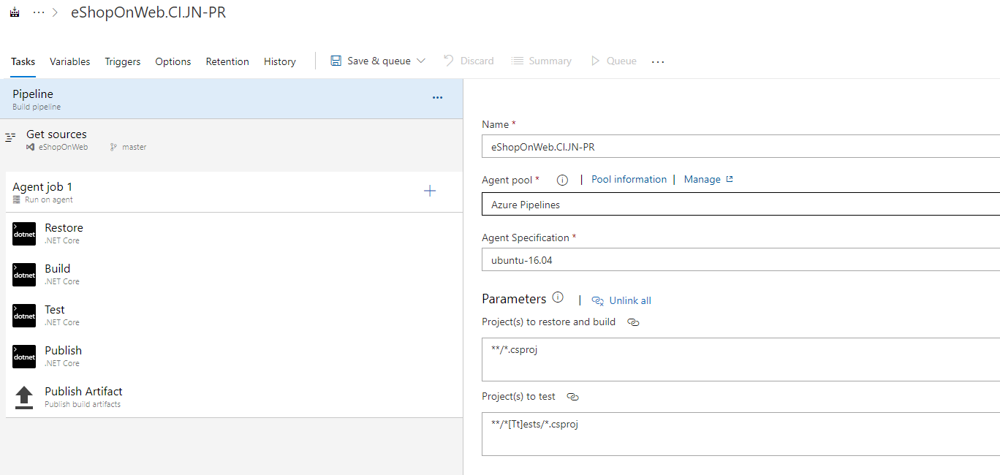 ··· > eShopOnWeb.CI.JN-PR
Tasks Variables Triggers Options Retention History Save & queue Discard Summary Queue ···
Pipeline
Build pipeline
···
Get sources
eShopOnWeb master
Agent job 1
Run on agent
+
dotnet Restore
.NET Core
dotnet Build
.NET Core
dotnet Test
.NET Core
dotnet Publish
.NET Core
Publish Artifact
Publish build artifacts
Name *
eShopOnWeb.CI.JN-PR
Agent pool * | Pool information | Manage
Azure Pipelines
Agent Specification *
ubuntu-16.04
Parameters | Unlink all
Project(s) to restore and build
**/*.csproj
Project(s) to test
**/*[Tt]ests/*.csproj